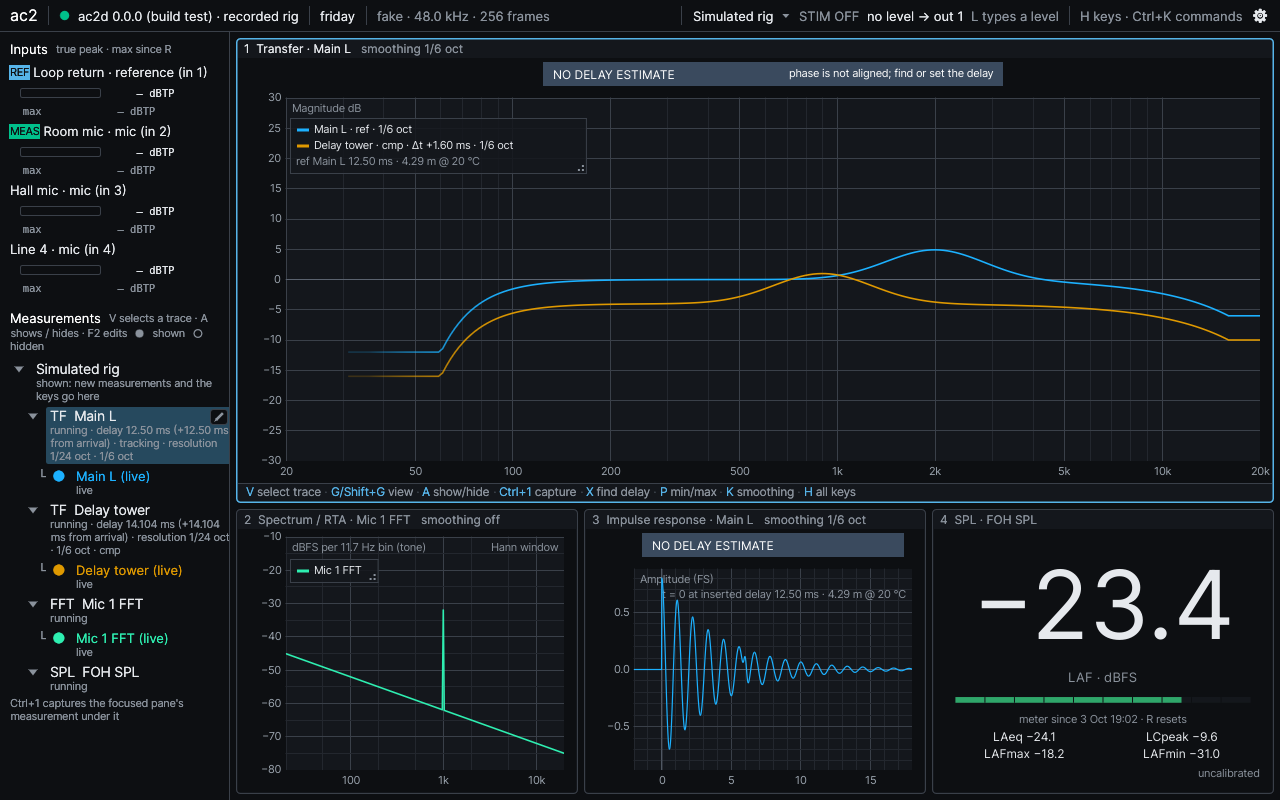 ac2 ac2d 0.0.0 (build test) · recorded rig friday fake · 48.0 kHz · 256 frames Simulated rig STIM OFF no level → out 1 L types a level H keys · Ctrl+K commands
Inputs true peak · max since R
REF Loop return · reference (in 1)
– dBTP
max – dBTP
MEAS Room mic · mic (in 2)
– dBTP
max – dBTP
Hall mic · mic (in 3)
– dBTP
max – dBTP
Line 4 · mic (in 4)
– dBTP
max – dBTP
Measurements V selects a trace · A
shows / hides · F2 edits shown
hidden
Simulated rig
shown: new measurements and the
keys go here
TF Main L
running · delay 12.50 ms (+12.50 ms
from arrival) · tracking · resolution
1/24 oct · 1/6 oct
Main L (live)
live
TF Delay tower
running · delay 14.104 ms (+14.104
ms from arrival) · resolution 1/24 oct
· 1/6 oct · cmp
Delay tower (live)
live
FFT Mic 1 FFT
running
Mic 1 FFT (live)
live
SPL FOH SPL
running
Ctrl+1 captures the focused pane's
measurement under it
1 Transfer · Main L smoothing 1/6 oct
NO DELAY ESTIMATE phase is not aligned; find or set the delay
Magnitude dB
Main L · ref · 1/6 oct
Delay tower · cmp · Δt +1.60 ms · 1/6 oct
ref Main L 12.50 ms · 4.29 m @ 20 °C
30
25
20
15
10
5
0
−5
−10
−15
−20
−25
−30
20 50 100 200 500 1k 2k 5k 10k 20k
V select trace · G/Shift+G view · A show/hide · Ctrl+1 capture · X find delay · P min/max · K smoothing · H all keys
2 Spectrum / RTA · Mic 1 FFT smoothing off
dBFS per 11.7 Hz bin (tone) Hann window
Mic 1 FFT
−10
−20
−30
−40
−50
−60
−70
−80
100 1k 10k
3 Impulse response · Main L smoothing 1/6 oct
NO DELAY ESTIMATE
Amplitude (FS)
t = 0 at inserted delay 12.50 ms · 4.29 m @ 20 °C
0.5
0.0
−0.5
0 5 10 15
4 SPL · FOH SPL
−23.4
LAF · dBFS
meter since 3 Oct 19:02 · R resets
LAeq −24.1 LCpeak −9.6
LAFmax −18.2 LAFmin −31.0
uncalibrated